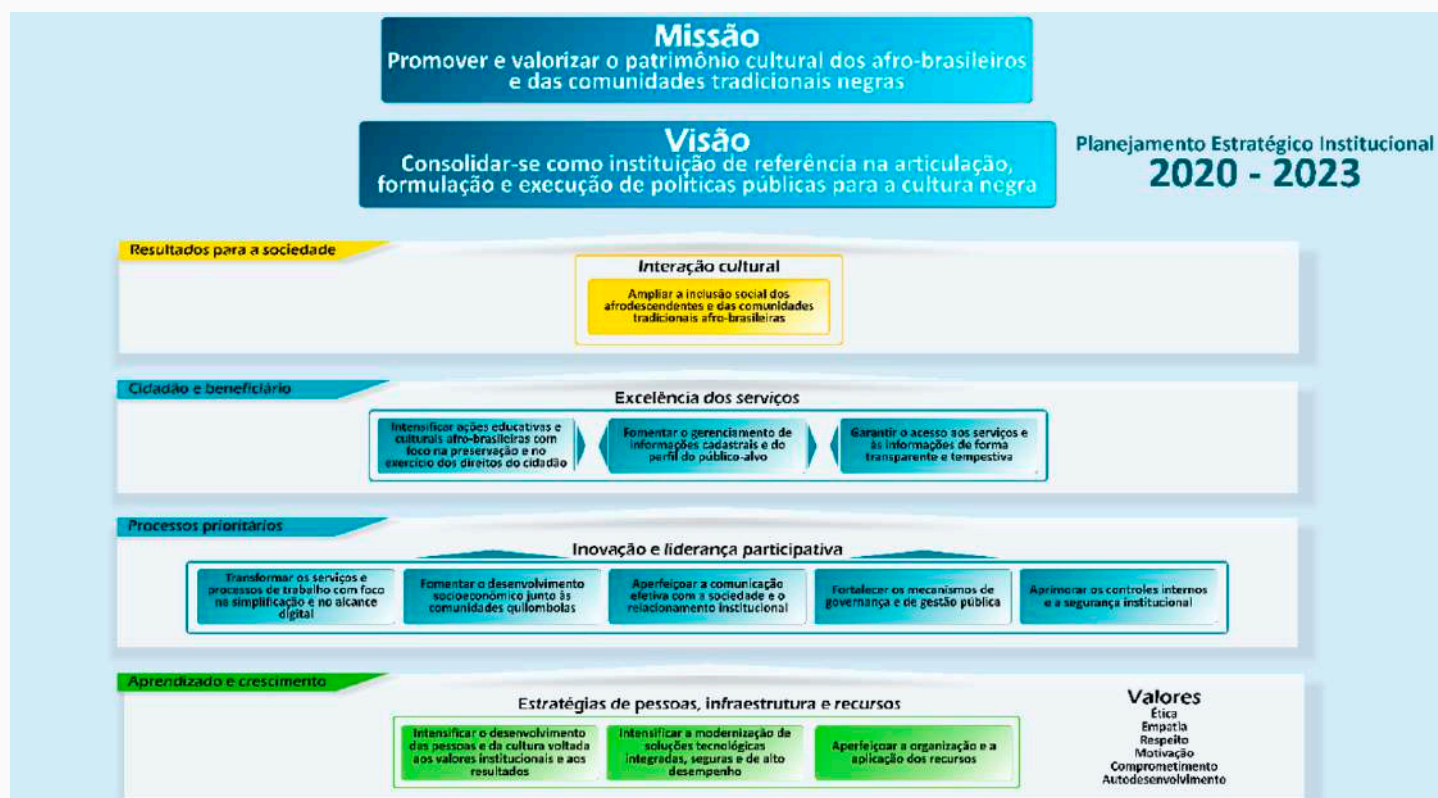 Missão
Promover e valorizar o patrimônio cultural dos afro-brasileiros
e das comunidades tradicionais negras
Visão
Consolidar-se como instituição de referência na articulação,
formulação e execução de políticas públicas para a cultura negra
Planejamento Estratégico Institucional
2020 - 2023
Resultados para a sociedade
Interação cultural
Ampliar a inclusão social dos
afrodescendentes e das comunidades
tradicionais afro-brasileiras
Cidadão e beneficiário
Excelência dos serviços
Intensificar ações educativas e
culturais afro-brasileiras com
foco na preservação e no
exercício dos direitos do cidadão
Fomentar o gerenciamento de
informações cadastrais e do
perfil do público-alvo
Garantir o acesso aos serviços e
às informações de forma
transparente e tempestiva
Processos prioritários
Inovação e liderança participativa
Transformar os serviços e
processos de trabalho com foco
na simplificação e no alcance
digital
Fomentar o desenvolvimento
socioeconômico junto às
comunidades quilombolas
Aperfeiçoar a comunicação
efetiva com a sociedade e o
relacionamento institucional
Fortalecer os mecanismos de
governança e de gestão pública
Aprimorar os controles internos
e a segurança institucional
Aprendizado e crescimento
Estratégias de pessoas, infraestrutura e recursos
Intensificar o desenvolvimento
das pessoas e da cultura voltada
aos valores institucionais e aos
resultados
Intensificar a modernização de
soluções tecnológicas
integradas, seguras e de alto
desempenho
Aperfeiçoar a organização e a
aplicação dos recursos
Valores
Ética
Empatia
Respeito
Motivação
Comprometimento
Autodesenvolvimento